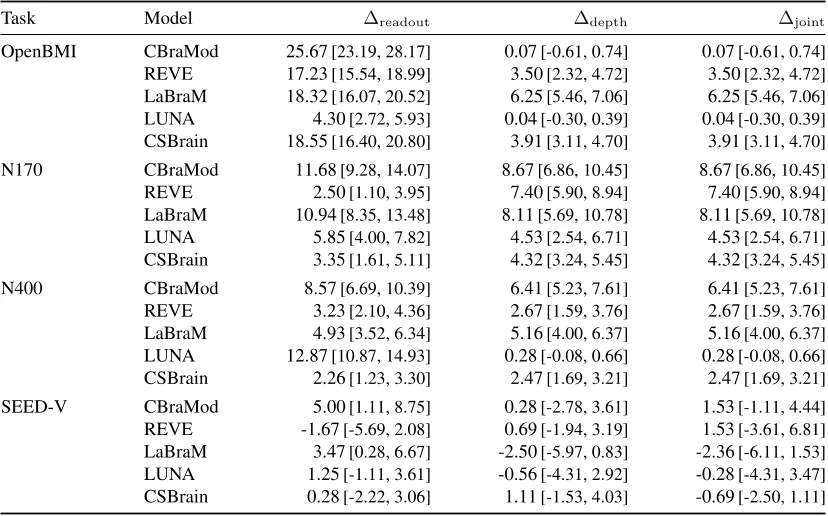 Task Model Δreadout Δdepth Δjoint
OpenBMI CBraMod 25.67 [23.19, 28.17] 0.07 [-0.61, 0.74] 0.07 [-0.61, 0.74]
REVE 17.23 [15.54, 18.99] 3.50 [2.32, 4.72] 3.50 [2.32, 4.72]
LaBraM 18.32 [16.07, 20.52] 6.25 [5.46, 7.06] 6.25 [5.46, 7.06]
LUNA 4.30 [2.72, 5.93] 0.04 [-0.30, 0.39] 0.04 [-0.30, 0.39]
CSBrain 18.55 [16.40, 20.80] 3.91 [3.11, 4.70] 3.91 [3.11, 4.70]
N170 CBraMod 11.68 [9.28, 14.07] 8.67 [6.86, 10.45] 8.67 [6.86, 10.45]
REVE 2.50 [1.10, 3.95] 7.40 [5.90, 8.94] 7.40 [5.90, 8.94]
LaBraM 10.94 [8.35, 13.48] 8.11 [5.69, 10.78] 8.11 [5.69, 10.78]
LUNA 5.85 [4.00, 7.82] 4.53 [2.54, 6.71] 4.53 [2.54, 6.71]
CSBrain 3.35 [1.61, 5.11] 4.32 [3.24, 5.45] 4.32 [3.24, 5.45]
N400 CBraMod 8.57 [6.69, 10.39] 6.41 [5.23, 7.61] 6.41 [5.23, 7.61]
REVE 3.23 [2.10, 4.36] 2.67 [1.59, 3.76] 2.67 [1.59, 3.76]
LaBraM 4.93 [3.52, 6.34] 5.16 [4.00, 6.37] 5.16 [4.00, 6.37]
LUNA 12.87 [10.87, 14.93] 0.28 [-0.08, 0.66] 0.28 [-0.08, 0.66]
CSBrain 2.26 [1.23, 3.30] 2.47 [1.69, 3.21] 2.47 [1.69, 3.21]
SEED-V CBraMod 5.00 [1.11, 8.75] 0.28 [-2.78, 3.61] 1.53 [-1.11, 4.44]
REVE -1.67 [-5.69, 2.08] 0.69 [-1.94, 3.19] 1.53 [-3.61, 6.81]
LaBraM 3.47 [0.28, 6.67] -2.50 [-5.97, 0.83] -2.36 [-6.11, 1.53]
LUNA 1.25 [-1.11, 3.61] -0.56 [-4.31, 2.92] -0.28 [-4.31, 3.47]
CSBrain 0.28 [-2.22, 3.06] 1.11 [-1.53, 4.03] -0.69 [-2.50, 1.11]